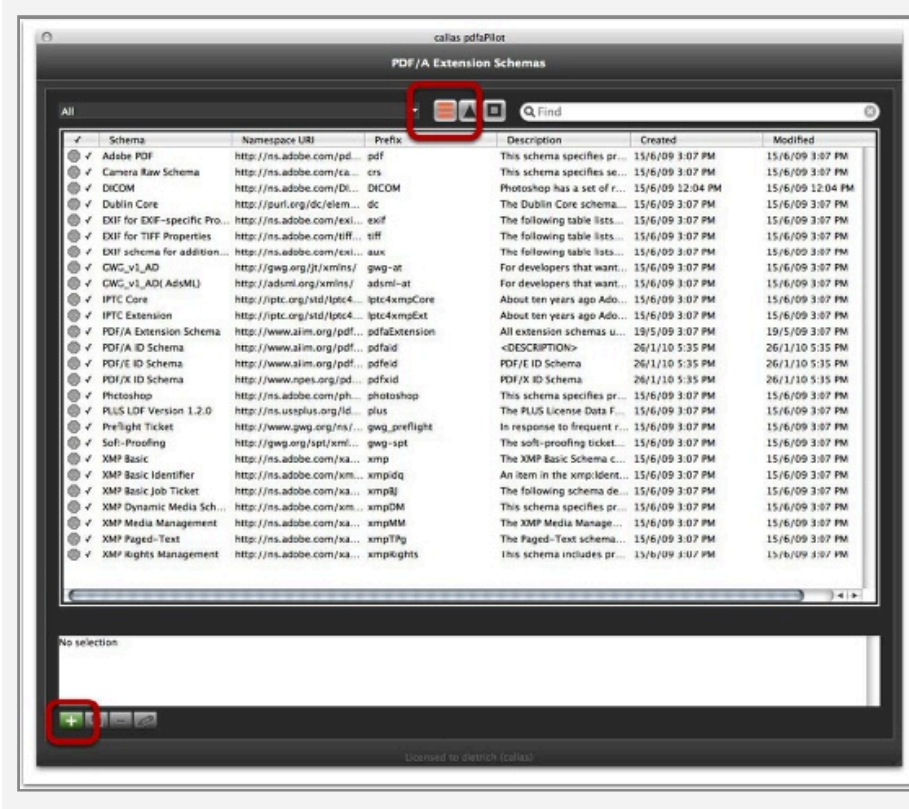 callas pdfaPilot
PDF/A Extension Schemas
All Find
✓ Schema Namespace URI Prefix Description Created Modified
✓ Adobe PDF http://ns.adobe.com/pd... pdf This schema specifies pr... 15/6/09 3:07 PM 15/6/09 3:07 PM
✓ Camera Raw Schema http://ns.adobe.com/ca... crs This schema specifies se... 15/6/09 3:07 PM 15/6/09 3:07 PM
✓ DICOM http://ns.adobe.com/DI... DICOM Photoshop has a set of r... 15/6/09 12:04 PM 15/6/09 12:04 PM
✓ Dublin Core http://purl.org/dc/elem... dc The Dublin Core schema... 15/6/09 3:07 PM 15/6/09 3:07 PM
✓ EXIF for EXIF-specific Pro... http://ns.adobe.com/exi... exif The following table lists... 15/6/09 3:07 PM 15/6/09 3:07 PM
✓ EXIF for TIFF Properties http://ns.adobe.com/tiff... tiff The following table lists... 15/6/09 3:07 PM 15/6/09 3:07 PM
✓ EXIF schema for addition... http://ns.adobe.com/exi... aux The following table lists... 15/6/09 3:07 PM 15/6/09 3:07 PM
✓ GWG_v1_AD http://gwg.org/jt/xmlns/ gwg-at For developers that want... 15/6/09 3:07 PM 15/6/09 3:07 PM
✓ GWG_v1_AD( AdsML) http://adsml.org/xmlns/ adsml-at For developers that want... 15/6/09 3:07 PM 15/6/09 3:07 PM
✓ IPTC Core http://iptc.org/std/Iptc4... Iptc4xmpCore About ten years ago Ado... 15/6/09 3:07 PM 15/6/09 3:07 PM
✓ IPTC Extension http://iptc.org/std/Iptc4... Iptc4xmpExt About ten years ago Ado... 15/6/09 3:07 PM 15/6/09 3:07 PM
✓ PDF/A Extension Schema http://www.aiim.org/pdf... pdfaExtension All extension schemas u... 19/5/09 3:07 PM 19/5/09 3:07 PM
✓ PDF/A ID Schema http://www.aiim.org/pdf... pdfaid <DESCRIPTION> 26/1/10 5:35 PM 26/1/10 5:35 PM
✓ PDF/E ID Schema http://www.aiim.org/pdf... pdfeid PDF/E ID Schema 26/1/10 5:35 PM 26/1/10 5:35 PM
✓ PDF/X ID Schema http://www.npes.org/pd... pdfxid PDF/X ID Schema 26/1/10 5:35 PM 26/1/10 5:35 PM
✓ Photoshop http://ns.adobe.com/ph... photoshop This schema specifies pr... 15/6/09 3:07 PM 15/6/09 3:07 PM
✓ PLUS LDF Version 1.2.0 http://ns.useplus.org/ld... plus The PLUS License Data F... 15/6/09 3:07 PM 15/6/09 3:07 PM
✓ Preflight Ticket http://www.gwg.org/ns/... gwg_preflight In response to frequent r... 15/6/09 3:07 PM 15/6/09 3:07 PM
✓ Soft-Proofing http://gwg.org/spt/xml... gwg-spt The soft-proofing ticket... 15/6/09 3:07 PM 15/6/09 3:07 PM
✓ XMP Basic http://ns.adobe.com/xa... xmp The XMP Basic Schema c... 15/6/09 3:07 PM 15/6/09 3:07 PM
✓ XMP Basic Identifier http://ns.adobe.com/xm... xmpidq An item in the xmp:Ident... 15/6/09 3:07 PM 15/6/09 3:07 PM
✓ XMP Basic Job Ticket http://ns.adobe.com/xa... xmpBJ The following schema de... 15/6/09 3:07 PM 15/6/09 3:07 PM
✓ XMP Dynamic Media Sch... http://ns.adobe.com/xm... xmpDM This schema specifies pr... 15/6/09 3:07 PM 15/6/09 3:07 PM
✓ XMP Media Management http://ns.adobe.com/xa... xmpMM The XMP Media Manage... 15/6/09 3:07 PM 15/6/09 3:07 PM
✓ XMP Paged-Text http://ns.adobe.com/xa... xmpTPg The Paged-Text schema... 15/6/09 3:07 PM 15/6/09 3:07 PM
✓ XMP Rights Management http://ns.adobe.com/xa... xmpRights This schema includes pr... 15/6/09 3:07 PM 15/6/09 3:07 PM
No selection
Licensed to dietrich (callas)